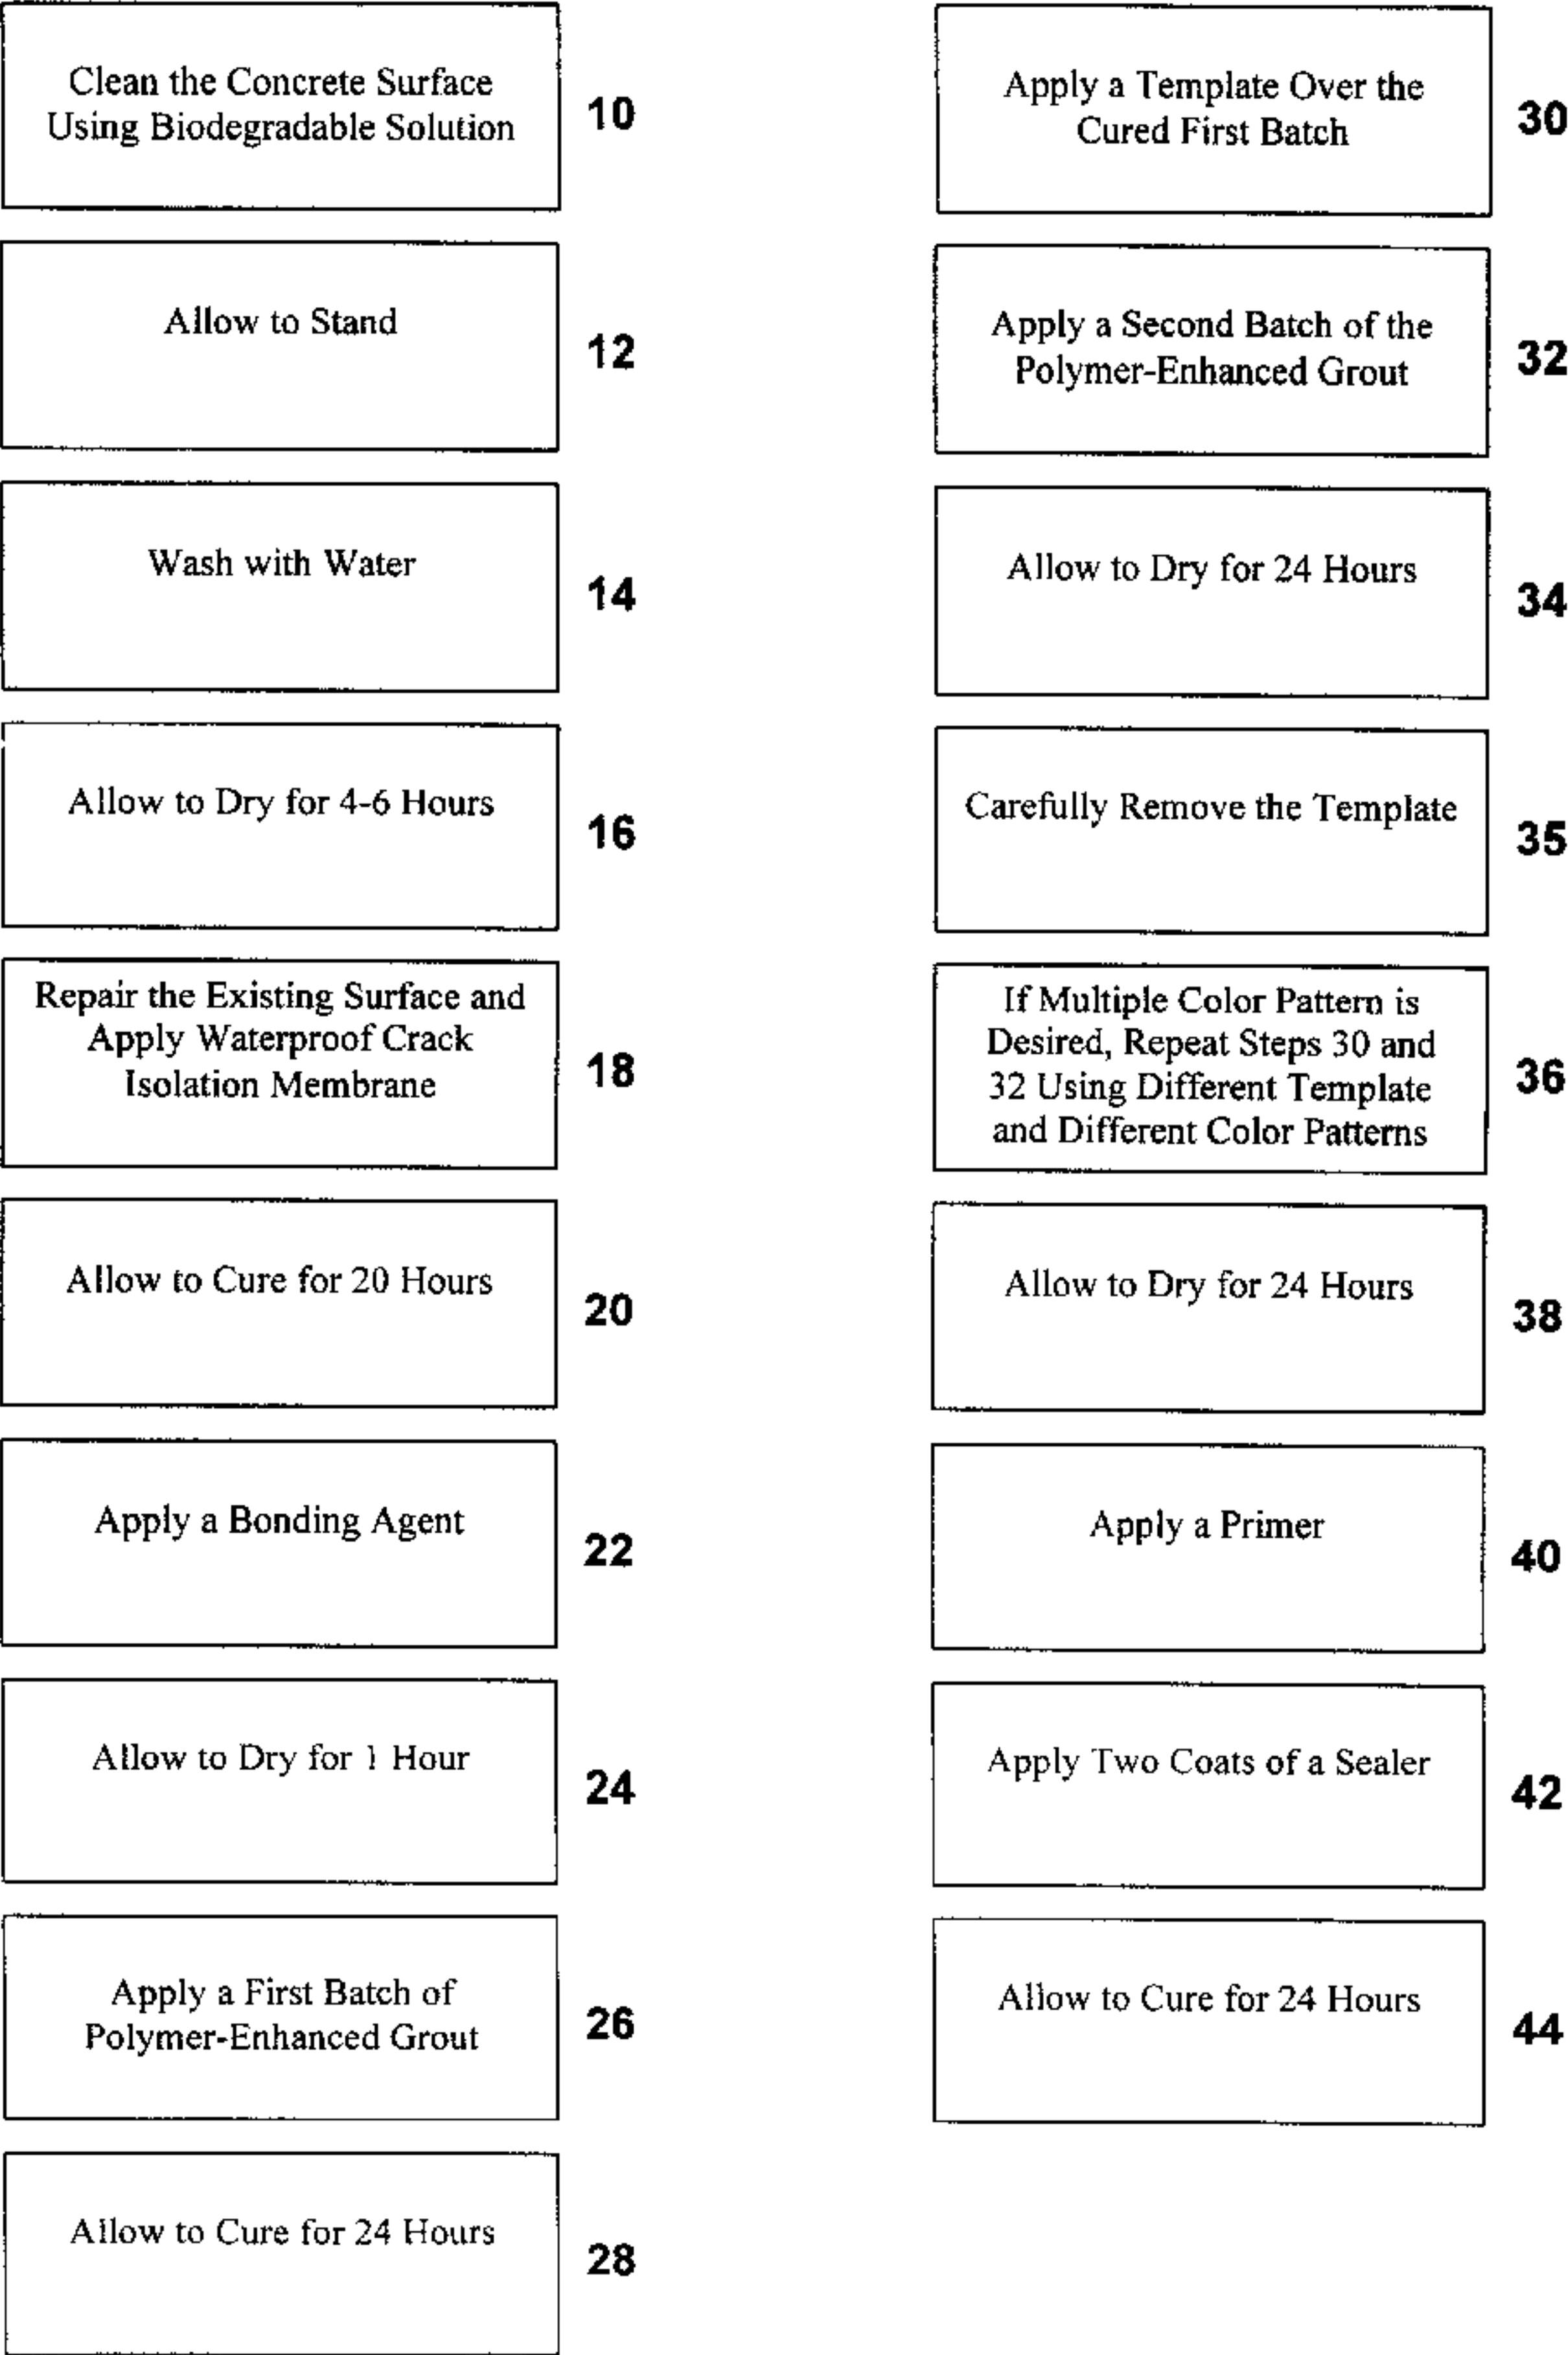 Clean the Concrete Surface
Using Biodegradable Solution
10
Allow to Stand
12
Wash with Water
14
Allow to Dry for 4-6 Hours
16
Repair the Existing Surface and
Apply Waterproof Crack
Isolation Membrane
18
Allow to Cure for 20 Hours
20
Apply a Bonding Agent
22
Allow to Dry for 1 Hour
24
Apply a First Batch of
Polymer-Enhanced Grout
26
Allow to Cure for 24 Hours
28
Apply a Template Over the
Cured First Batch
30
Apply a Second Batch of the
Polymer-Enhanced Grout
32
Allow to Dry for 24 Hours
34
Carefully Remove the Template
35
If Multiple Color Pattern is
Desired, Repeat Steps 30 and
32 Using Different Template
and Different Color Patterns
36
Allow to Dry for 24 Hours
38
Apply a Primer
40
Apply Two Coats of a Sealer
42
Allow to Cure for 24 Hours
44